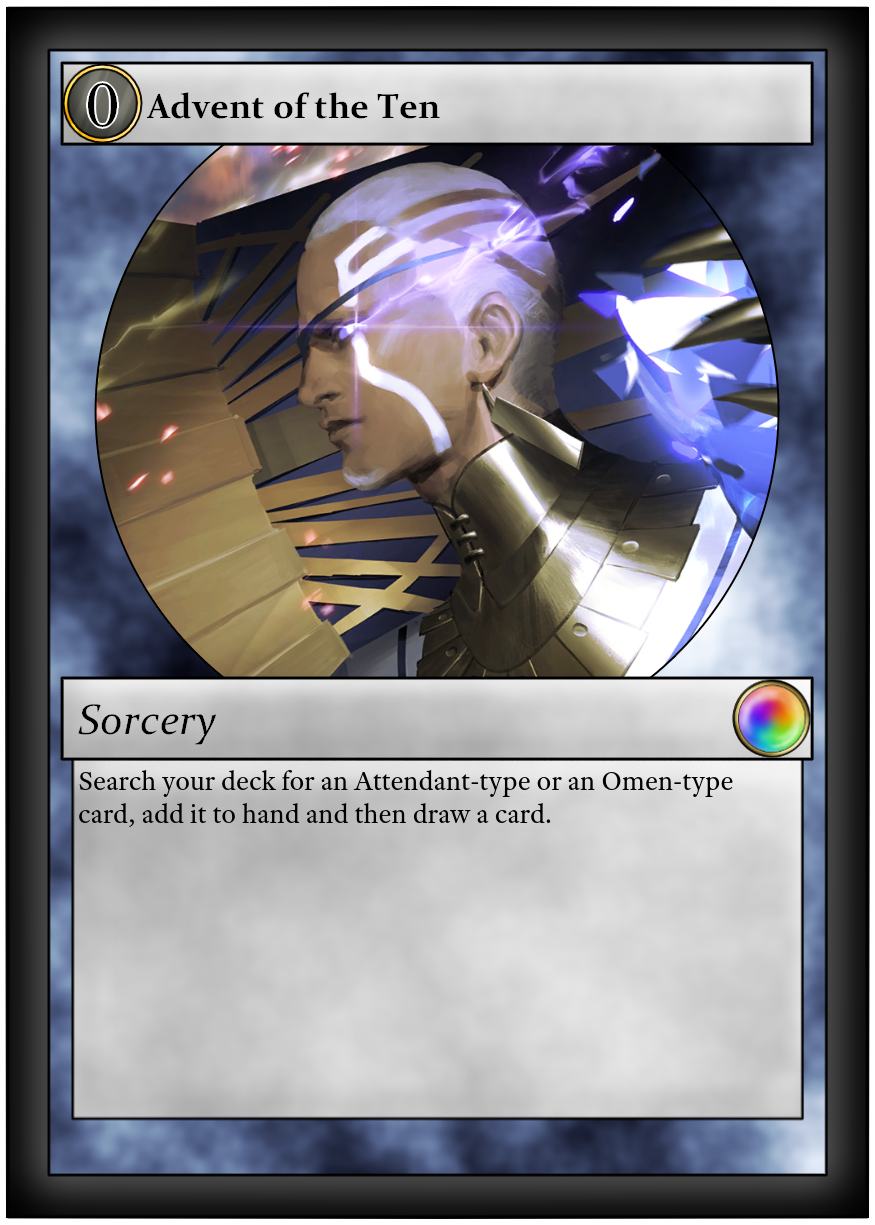 0 Advent of the Ten
Sorcery
Search your deck for an Attendant-type or an Omen-type
card, add it to hand and then draw a card.